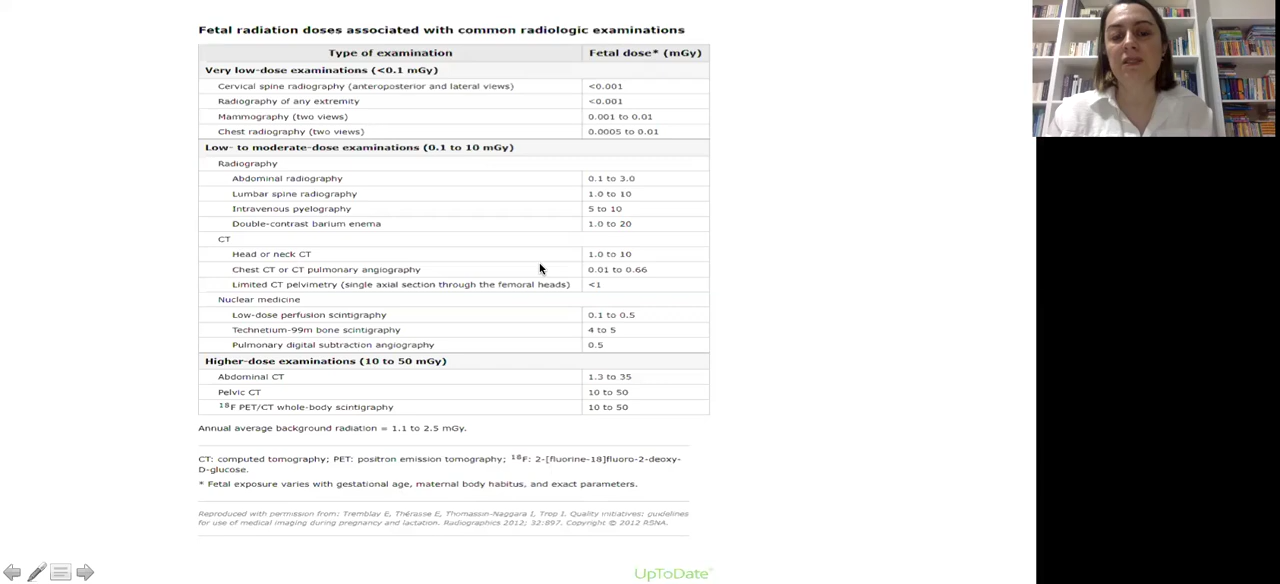 Fetal radiation doses associated with common radiologic examinations
Type of examination Fetal dose* (mGy)
Very low-dose examinations (<0.1 mGy)
Cervical spine radiography (anteroposterior and lateral views) <0.001
Radiography of any extremity <0.001
Mammography (two views) 0.001 to 0.01
Chest radiography (two views) 0.0005 to 0.01
Low- to moderate-dose examinations (0.1 to 10 mGy)
Radiography
Abdominal radiography 0.1 to 3.0
Lumbar spine radiography 1.0 to 10
Intravenous pyelography 5 to 10
Double-contrast barium enema 1.0 to 20
CT
Head or neck CT 1.0 to 10
Chest CT or CT pulmonary angiography 0.01 to 0.66
Limited CT pelvimetry (single axial section through the femoral heads) <1
Nuclear medicine
Low-dose perfusion scintigraphy 0.1 to 0.5
Technetium-99m bone scintigraphy 4 to 5
Pulmonary digital subtraction angiography 0.5
Higher-dose examinations (10 to 50 mGy)
Abdominal CT 1.3 to 35
Pelvic CT 10 to 50
18F PET/CT whole-body scintigraphy 10 to 50
Annual average background radiation = 1.1 to 2.5 mGy.
CT: computed tomography; PET: positron emission tomography; 18F: 2-[fluorine-18]fluoro-2-deoxy-
D-glucose.
* Fetal exposure varies with gestational age, maternal body habitus, and exact parameters.
Reproduced with permission from: Tremblay E, Thérasse E, Thomassin-Naggara I, Trop I. Quality initiatives: guidelines
for use of medical imaging during pregnancy and lactation. Radiographics 2012; 32:897. Copyright © 2012 RSNA.
UpToDate®